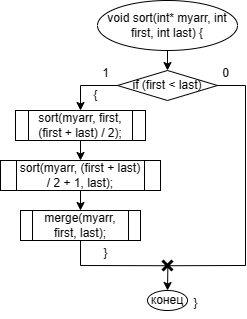 void sort(int* myarr, int
first, int last) {
if (first < last)
1
0
{
sort(myarr, first,
(first + last) / 2);
sort(myarr, (first + last)
/ 2 + 1, last);
merge(myarr,
first, last);
}
конец
}